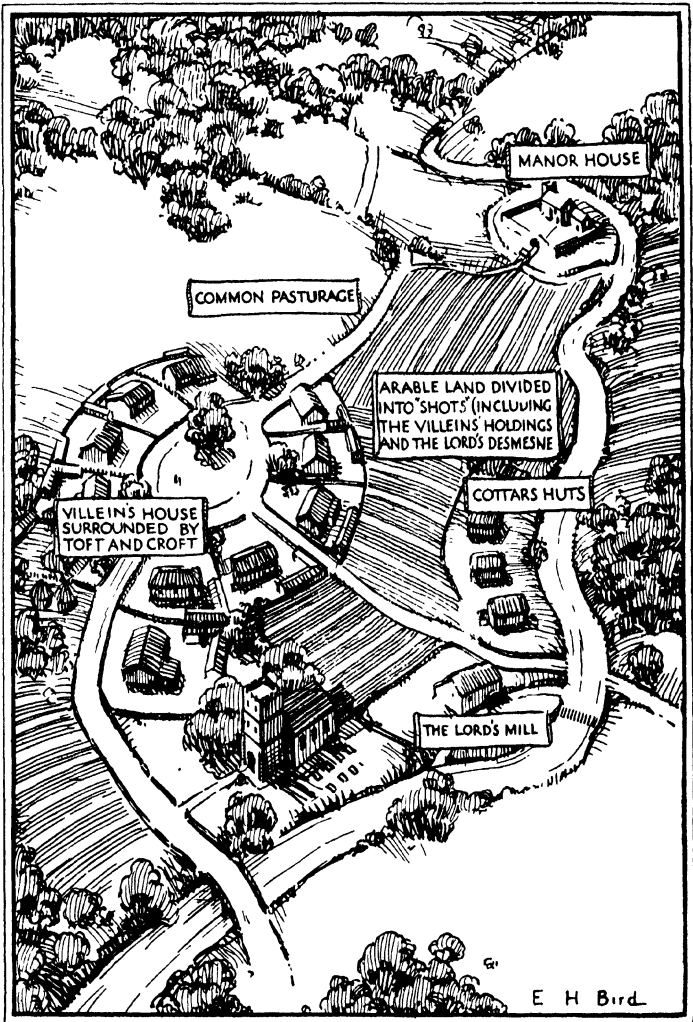 MANOR HOUSE
COMMON PASTURAGE
ARABLE LAND DIVIDED
INTO "SHOTS" (INCLUDING
THE VILLEINS' HOLDINGS
AND THE LORD'S DESMESNE
COTTARS HUTS
VILLEIN'S HOUSE
SURROUNDED BY
TOFT AND CROFT
THE LORD'S MILL
E H Bird